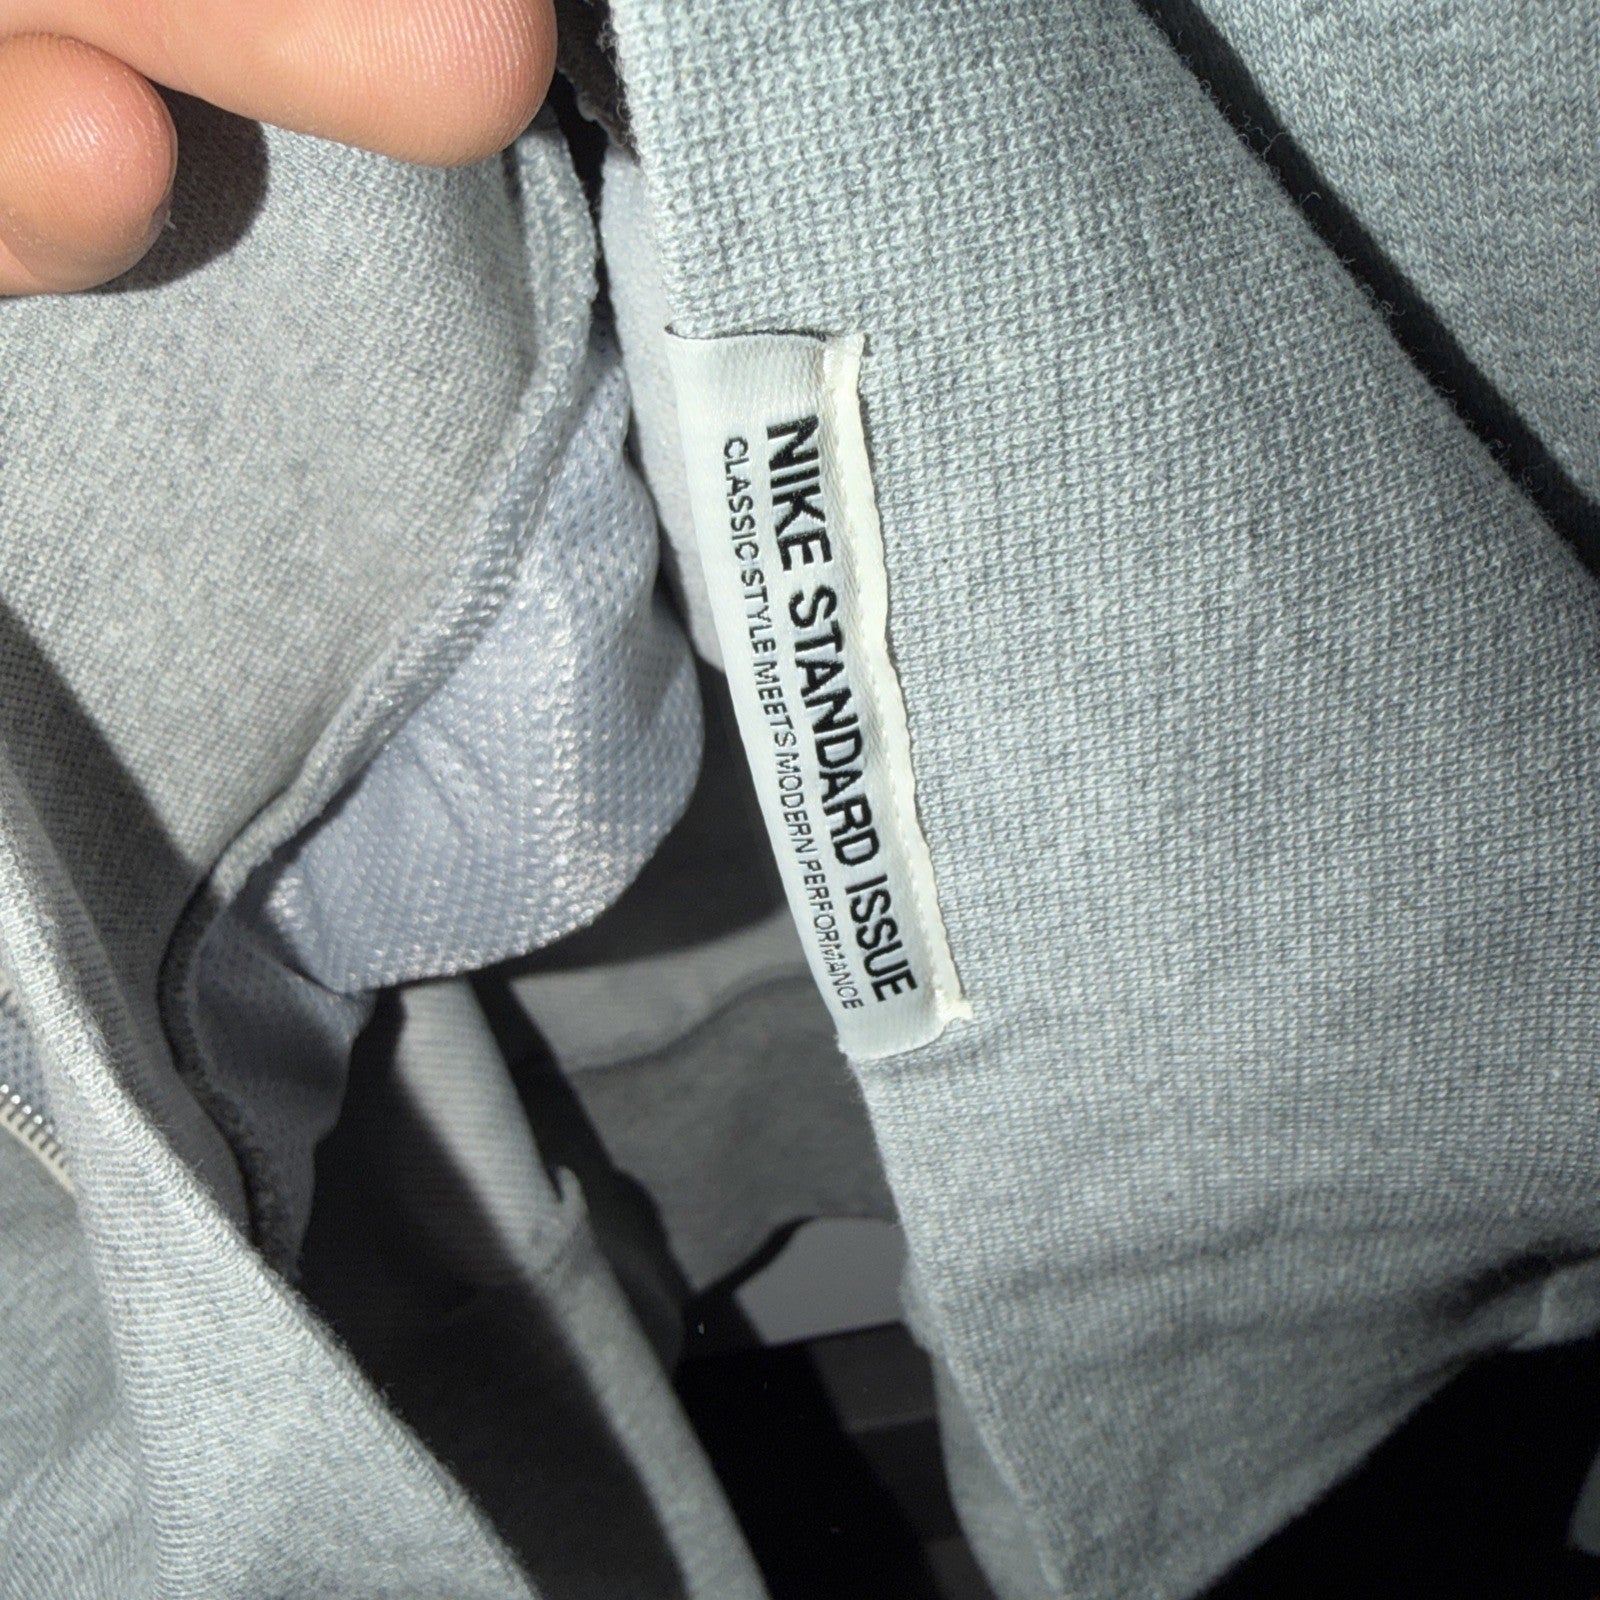 NIKE STANDARD ISSUE
CLASSIC STYLE MEETS MODERN PERFORMANCE